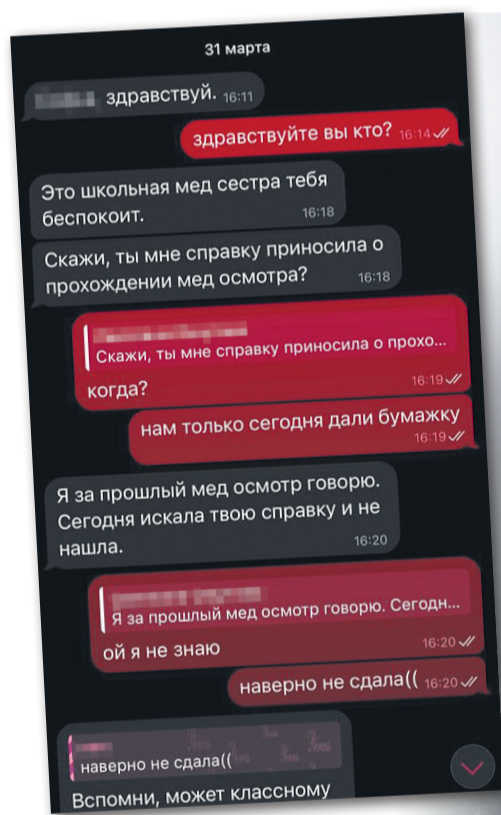 31 марта
здравствуй. 16:11
здравствуйте вы кто? 16:14
Это школьная мед сестра тебя
беспокоит. 16:18
Скажи, ты мне справку приносила о
прохождении мед осмотра? 16:18
Скажи, ты мне справку приносила о прохо...
когда? 16:19
нам только сегодня дали бумажку
16:19
Я за прошлый мед осмотр говорю.
Сегодня искала твою справку и не
нашла. 16:20
Я за прошлый мед осмотр говорю. Сегодн...
ой я не знаю 16:20
наверно не сдала(( 16:20
наверно не сдала((
Вспомни, может классному